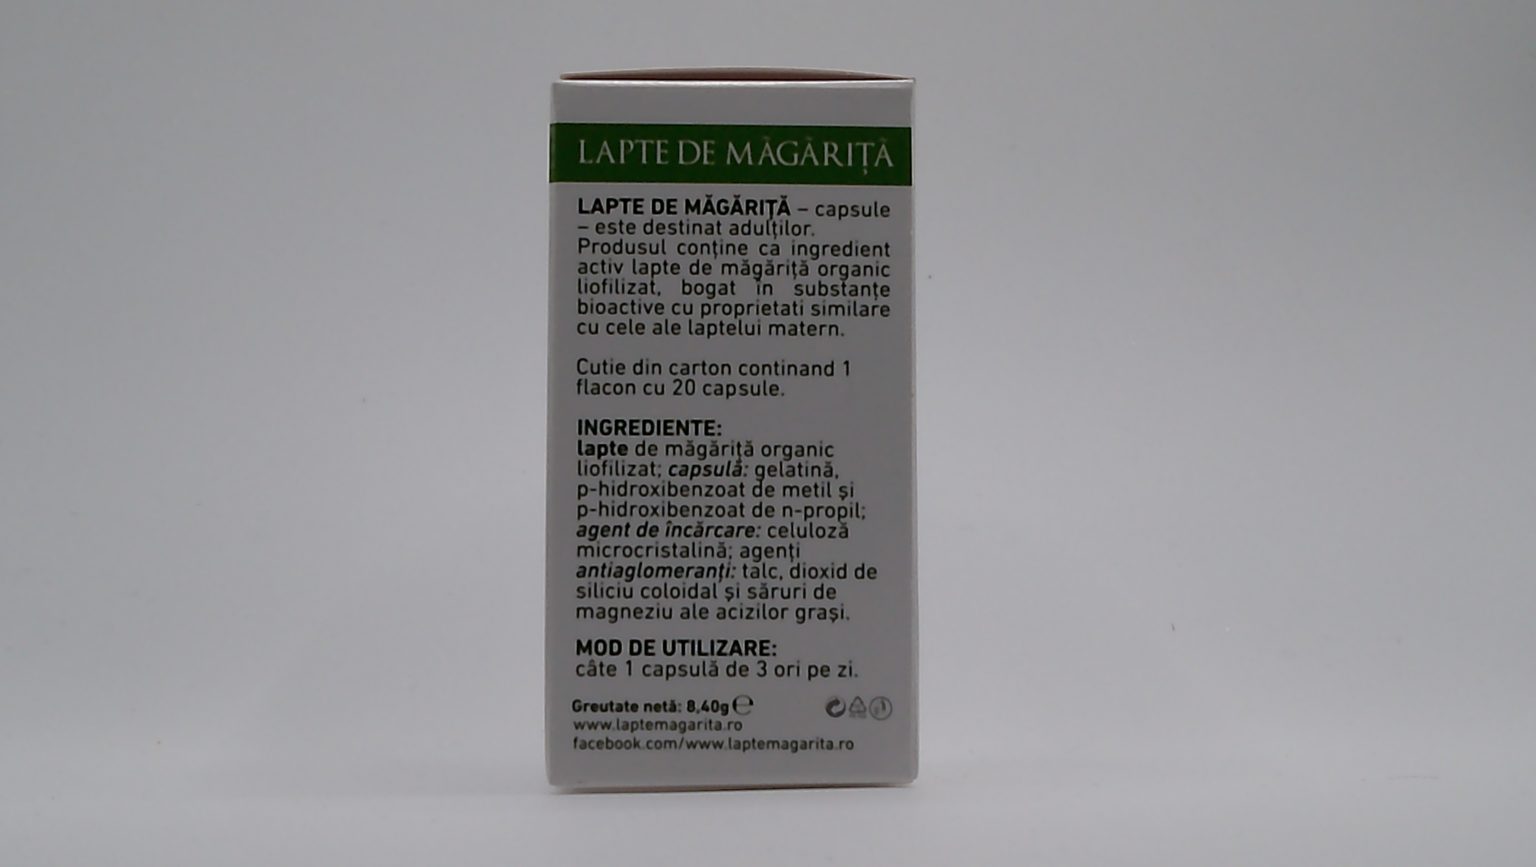 LAPTE DE MĂGĂRIȚĂ
LAPTE DE MĂGĂRIȚĂ – capsule
– este destinat adulților.
Produsul conține ca ingredient
activ lapte de măgăriță organic
liofilizat, bogat în substanțe
bioactive cu proprietati similare
cu cele ale laptelui matern.
Cutie din carton continand 1
flacon cu 20 capsule.
INGREDIENTE:
lapte de măgăriță organic
liofilizat; capsulă: gelatină,
p-hidroxibenzoat de metil și
p-hidroxibenzoat de n-propil;
agent de încărcare: celuloză
microcristalină; agenți
antiaglomeranți: talc, dioxid de
siliciu coloidal și săruri de
magneziu ale acizilor grași.
MOD DE UTILIZARE:
câte 1 capsulă de 3 ori pe zi.
Greutate netă: 8,40g ℮
www.laptemagarita.ro
facebook.com/www.laptemagarita.ro